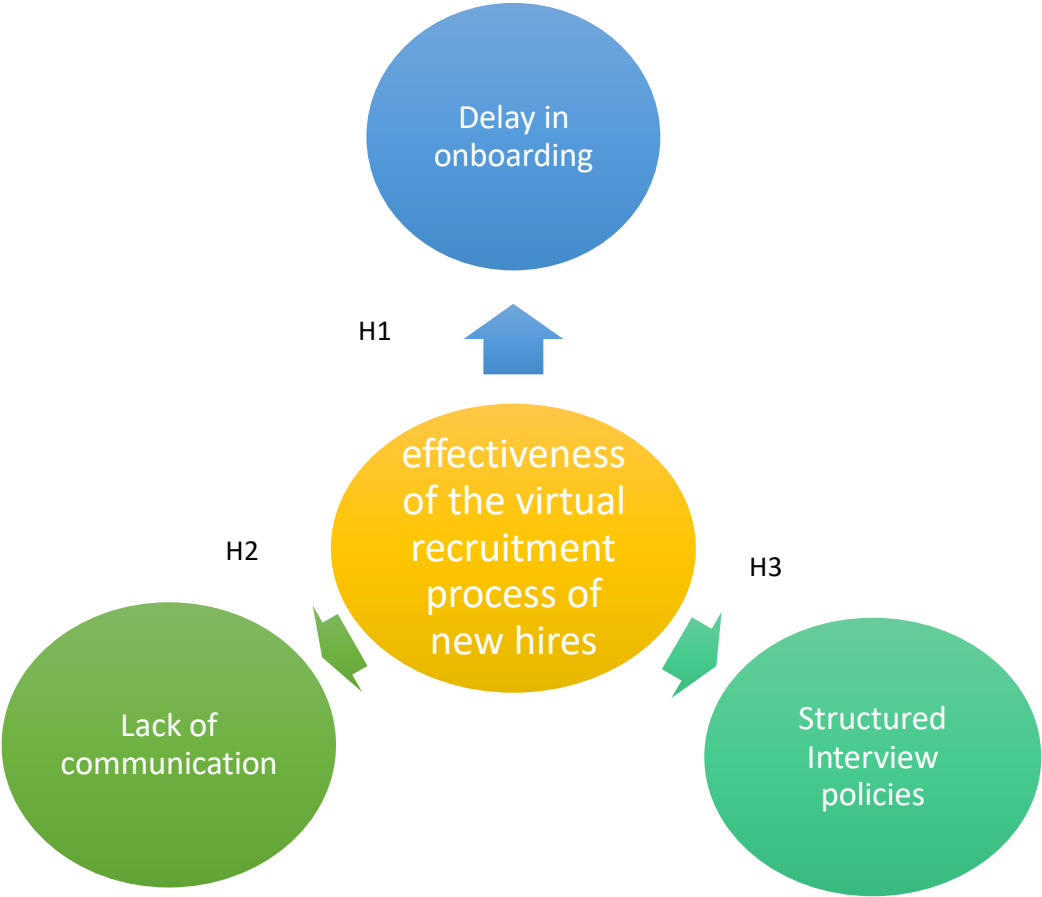 Delay in
onboarding
H1
effectiveness
of the virtual
recruitment
process of
new hires
H2
H3
Lack of
communication
Structured
Interview
policies